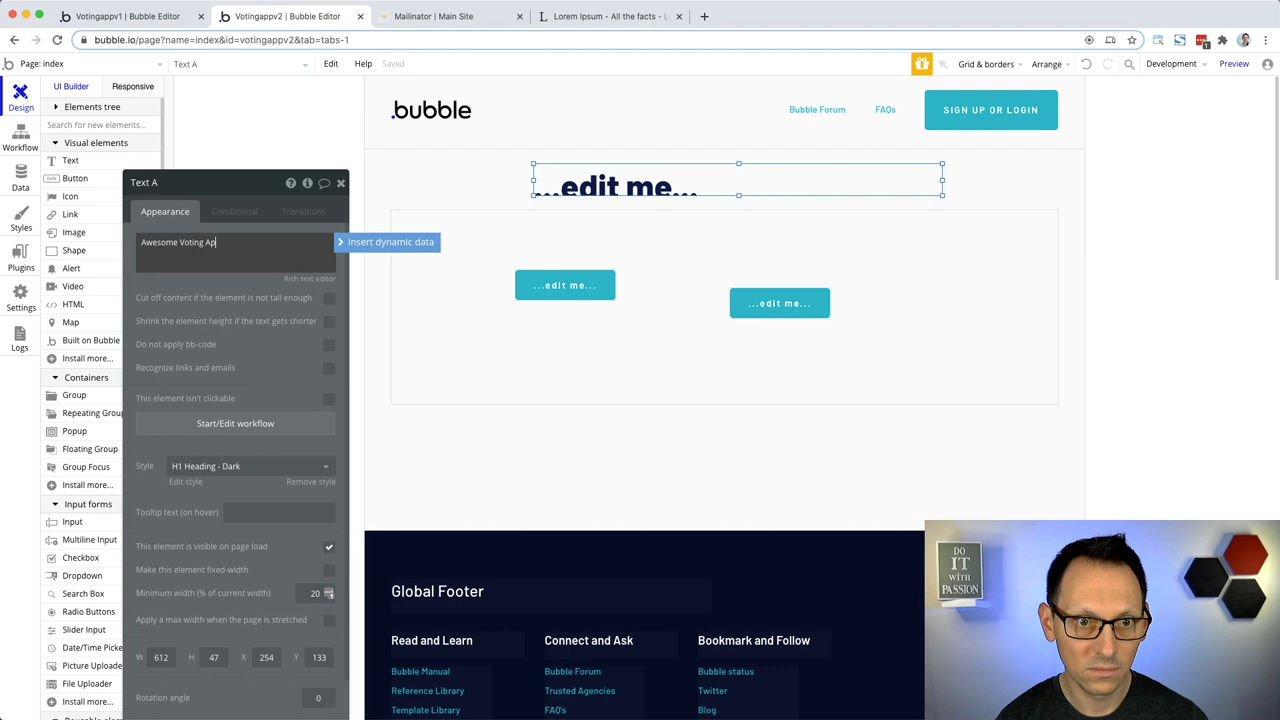 Votingappv1 | Bubble Editor
Votingappv2 | Bubble Editor
Mailinator | Main Site
Lorem Ipsum - All the facts - L
bubble.io/page?name=index&id=votingappv2&tab=tabs-1
Page: index
Text A
Edit
Help
Saved
Grid & borders
Arrange
Development
Preview
Design
Workflow
Data
Styles
Plugins
Settings
Logs
UI Builder
Responsive
Elements tree
Search for new elements...
Visual elements
Text
Button
Icon
Link
Image
Shape
Alert
Video
HTML
Map
Built on Bubble
Install more...
Containers
Group
Repeating Group
Popup
Floating Group
Group Focus
Install more...
Input forms
Input
Multiline Input
Checkbox
Dropdown
Search Box
Radio Buttons
Slider Input
Date/Time Picker
Picture Uploader
File Uploader
Install more...
Text A
Appearance
Conditional
Transitions
Awesome Voting Ap
Insert dynamic data
Rich text editor
Cut off content if the element is not tall enough
Shrink the element height if the text gets shorter
Do not apply bb-code
Recognize links and emails
This element isn't clickable
Start/Edit workflow
Style
H1 Heading - Dark
Edit style
Remove style
Tooltip text (on hover)
This element is visible on page load
Make this element fixed-width
Minimum width (% of current width)
20
Apply a max width when the page is stretched
W 612 H 47 X 254 Y 133
Rotation angle
0
.bubble
Bubble Forum
FAQs
SIGN UP OR LOGIN
...edit me...
...edit me...
...edit me...
Global Footer
Read and Learn
Bubble Manual
Reference Library
Template Library
Connect and Ask
Bubble Forum
Trusted Agencies
FAQ's
Bookmark and Follow
Bubble status
Twitter
Blog
DO
IT
WITH
PASSION